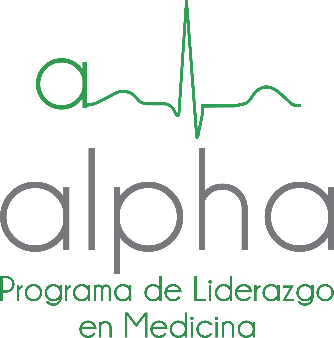 a
alpha
Programa de Liderazgo
en Medicina